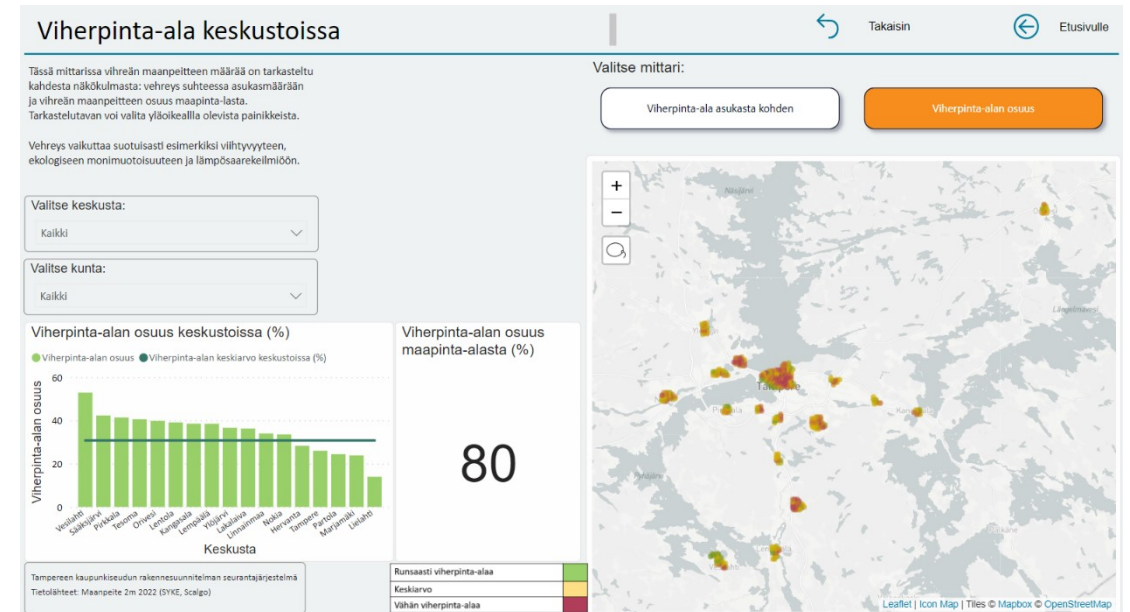 Viherpinta-ala keskustoissa
Takaisin
Etusivulle
Tässä mittarissa vihreän maanpeitteen määrää on tarkasteltu
kahdesta näkökulmasta: vehreys suhteessa asukasmäärään
ja vihreän maanpeitteen osuus maapinta-lasta.
Tarkastelutavan voi valita yläoikeallla olevista painikkeista.
Vehreys vaikuttaa suotuisasti esimerkiksi viihtyvyyteen,
ekologiseen monimuotoisuuteen ja lämpösaarekeilmiöön.
Valitse mittari:
Viherpinta-ala asukasta kohden
Viherpinta-alan osuus
Valitse keskusta:
Kaikki
Valitse kunta:
Kaikki
Viherpinta-alan osuus keskustoissa (%)
Viherpinta-alan osuus
Viherpinta-alan keskiarvo keskustoissa (%)
Viherpinta-alan osuus
60
40
20
0
Vesilahti
Sääksjärvi
Pirkkala
Tesoma
Orivesi
Lentola
Kangasala
Lempäälä
Ylöjärvi
Lakalaiva
Linnainmaa
Nokia
Hervanta
Tampere
Partola
Marjamäki
Lielahti
Keskusta
Viherpinta-alan osuus
maapinta-alasta (%)
80
Tampereen kaupunkiseudun rakennesuunnitelman seurantajärjestelmä
Tietolähteet: Maanpeite 2m 2022 (SYKE, Scalgo)
Runsaasti viherpinta-alaa
Keskiarvo
Vähän viherpinta-alaa
+
−
Näsijärvi
Längelmävesi
Tampere
Pyhäjärvi
Leaflet | Icon Map | Tiles © Mapbox © OpenStreetMap